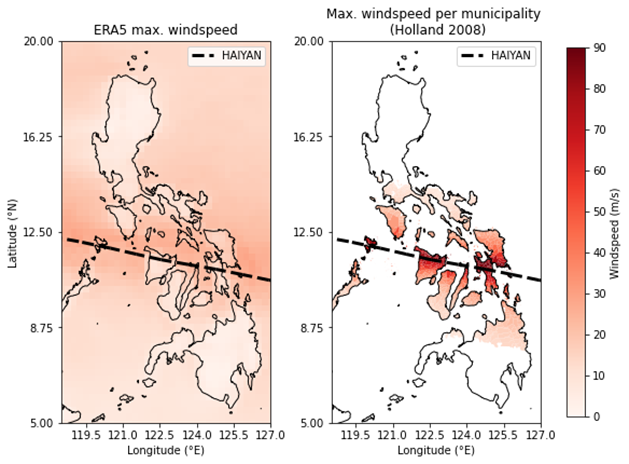 ERA5 max. windspeed
HAIYAN
20.00
16.25
12.50
8.75
5.00
Latitude (°N)
119.5 121.0 122.5 124.0 125.5 127.0
Longitude (°E)
Max. windspeed per municipality
(Holland 2008)
HAIYAN
20.00
16.25
12.50
8.75
5.00
119.5 121.0 122.5 124.0 125.5 127.0
Longitude (°E)
90
80
70
60
50
40
30
20
10
0
Windspeed (m/s)